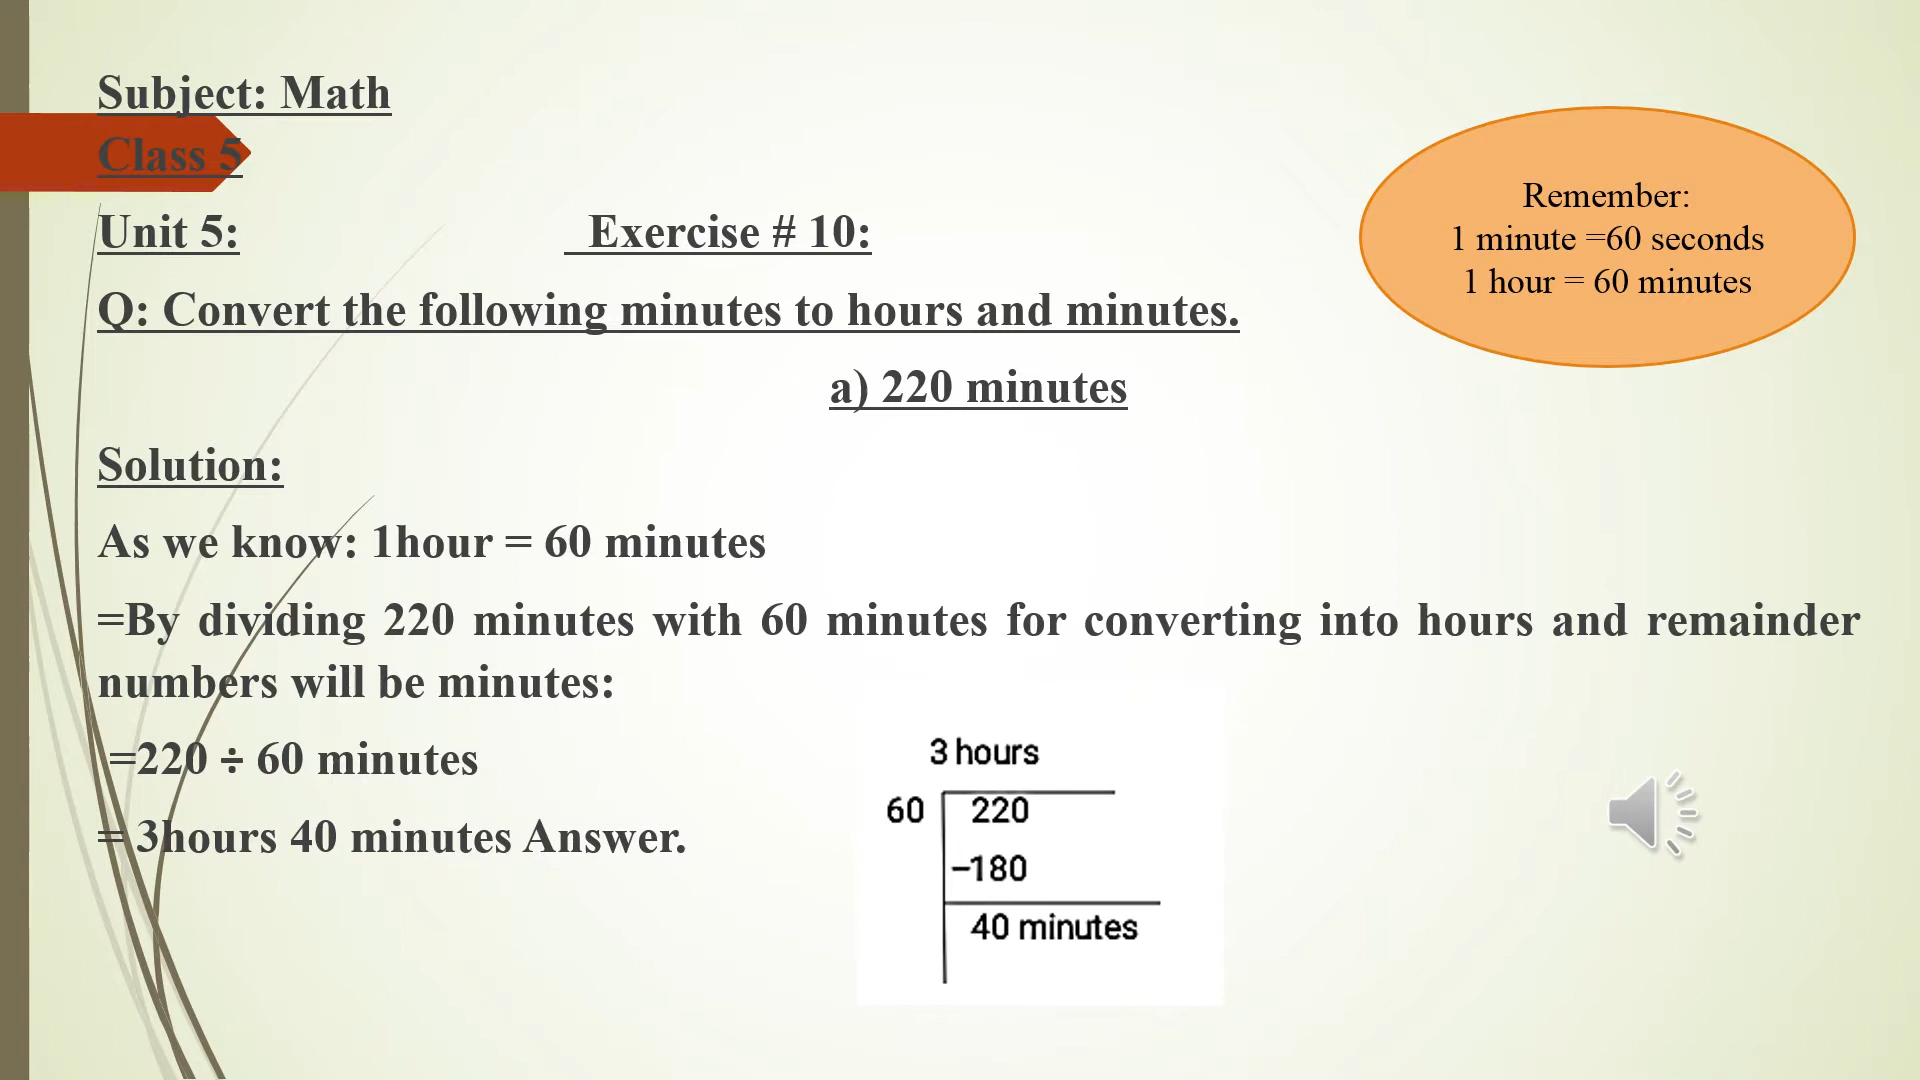 Subject: Math
Class 5
Unit 5: Exercise # 10:
Remember:
1 minute =60 seconds
1 hour = 60 minutes
Q: Convert the following minutes to hours and minutes.
a) 220 minutes
Solution:
As we know: 1hour = 60 minutes
=By dividing 220 minutes with 60 minutes for converting into hours and remainder
numbers will be minutes:
=220 ÷ 60 minutes
= 3hours 40 minutes Answer.
3 hours
60 220
–180
40 minutes